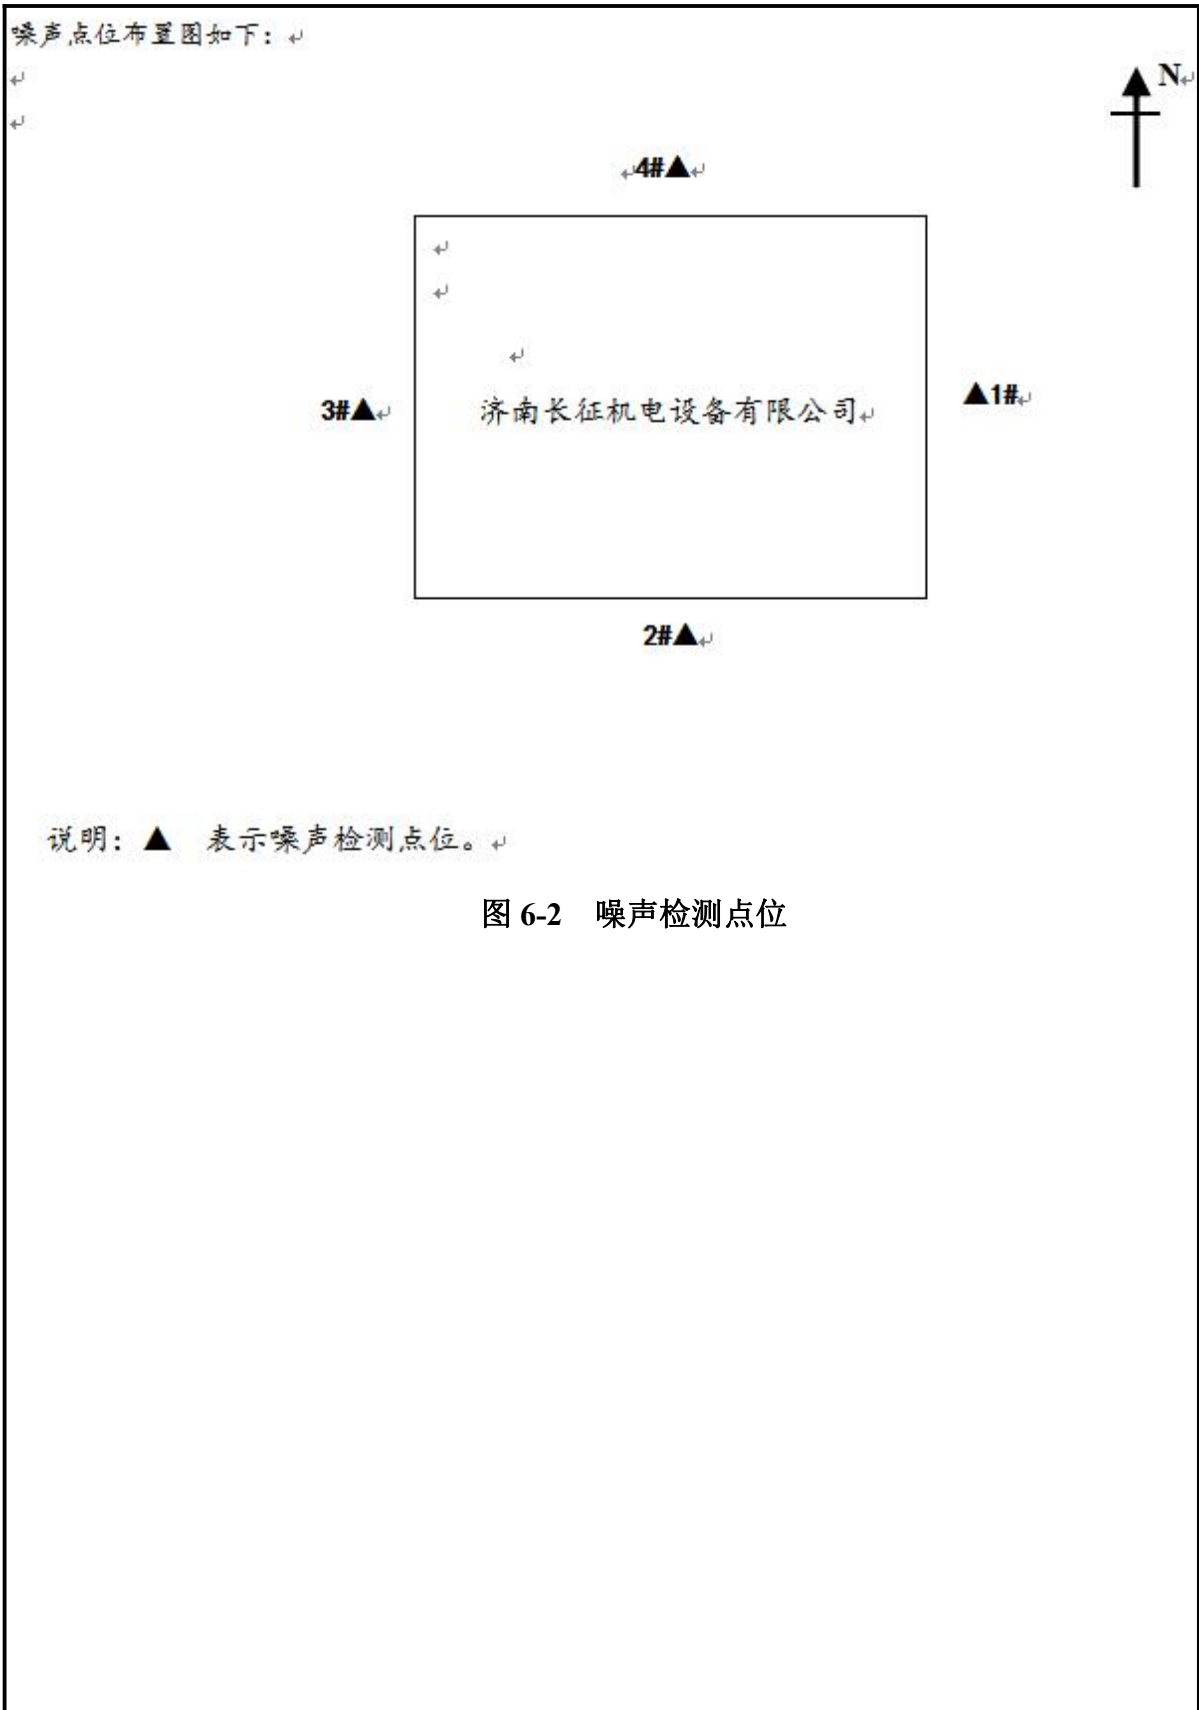 噪声点位布置图如下：
N
4#▲
3#▲ 济南长征机电设备有限公司 ▲1#
2#▲
说明：▲ 表示噪声检测点位。
图 6-2 噪声检测点位